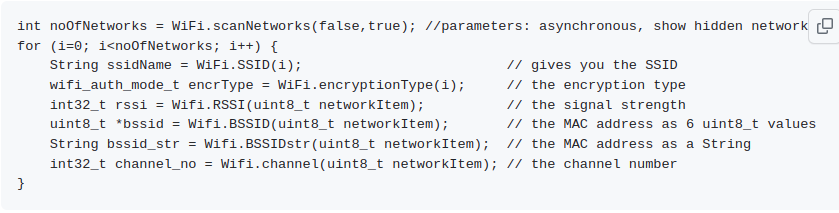 int noOfNetworks = WiFi.scanNetworks(false,true); //parameters: asynchronous, show hidden network
for (i=0; i<noOfNetworks; i++) {
    String ssidName = WiFi.SSID(i);                         // gives you the SSID
    wifi_auth_mode_t encrType = WiFi.encryptionType(i);     // the encryption type
    int32_t rssi = Wifi.RSSI(uint8_t networkItem);          // the signal strength
    uint8_t *bssid = Wifi.BSSID(uint8_t networkItem);       // the MAC address as 6 uint8_t values
    String bssid_str = Wifi.BSSIDstr(uint8_t networkItem);  // the MAC address as a String
    int32_t channel_no = Wifi.channel(uint8_t networkItem); // the channel number
}